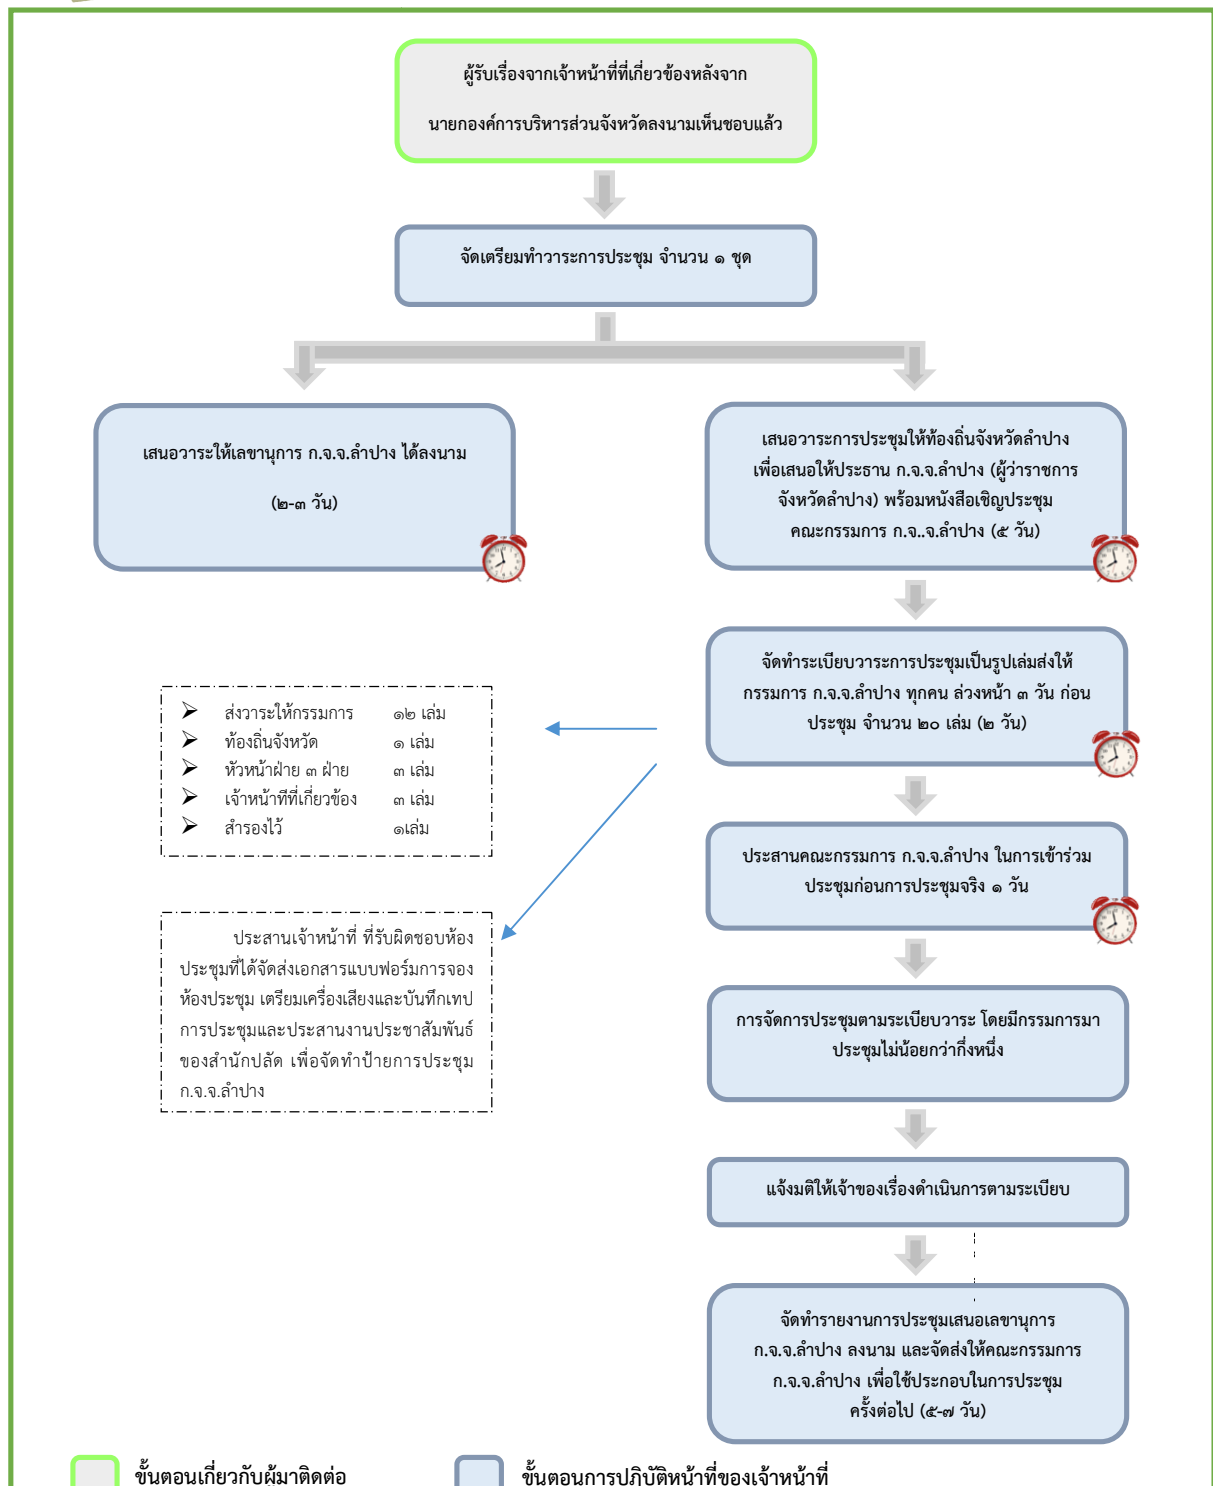 ผู้รับเรื่องจากเจ้าหน้าที่ที่เกี่ยวข้องหลังจาก
นายกองค์การบริหารส่วนจังหวัดลงนามเห็นชอบแล้ว
จัดเตรียมทำวาระการประชุม จำนวน ๑ ชุด
เสนอวาระให้เลขานุการ ก.จ.จ.ลำปาง ได้ลงนาม
(๒-๓ วัน)
เสนอวาระการประชุมให้ท้องถิ่นจังหวัดลำปาง
เพื่อเสนอให้ประธาน ก.จ.จ.ลำปาง (ผู้ว่าราชการ
จังหวัดลำปาง) พร้อมหนังสือเชิญประชุม
คณะกรรมการ ก.จ..จ.ลำปาง (๕ วัน)
จัดทำระเบียบวาระการประชุมเป็นรูปเล่มส่งให้
กรรมการ ก.จ.จ.ลำปาง ทุกคน ล่วงหน้า ๓ วัน ก่อน
ประชุม จำนวน ๒๐ เล่ม (๒ วัน)
➢ ส่งวาระให้กรรมการ ๑๒ เล่ม
➢ ท้องถิ่นจังหวัด ๑ เล่ม
➢ หัวหน้าฝ่าย ๓ ฝ่าย ๓ เล่ม
➢ เจ้าหน้าทีที่เกี่ยวข้อง ๓ เล่ม
➢ สำรองไว้ ๑เล่ม
ประสานคณะกรรมการ ก.จ.จ.ลำปาง ในการเข้าร่วม
ประชุมก่อนการประชุมจริง ๑ วัน
ประสานเจ้าหน้าที่ ที่รับผิดชอบห้อง
ประชุมที่ได้จัดส่งเอกสารแบบฟอร์มการจอง
ห้องประชุม เตรียมเครื่องเสียงและบันทึกเทป
การประชุมและประสานงานประชาสัมพันธ์
ของสำนักปลัด เพื่อจัดทำป้ายการประชุม
ก.จ.จ.ลำปาง
การจัดการประชุมตามระเบียบวาระ โดยมีกรรมการมา
ประชุมไม่น้อยกว่ากึ่งหนึ่ง
แจ้งมติให้เจ้าของเรื่องดำเนินการตามระเบียบ
จัดทำรายงานการประชุมเสนอเลขานุการ
ก.จ.จ.ลำปาง ลงนาม และจัดส่งให้คณะกรรมการ
ก.จ.จ.ลำปาง เพื่อใช้ประกอบในการประชุม
ครั้งต่อไป (๕-๗ วัน)
ขั้นตอนเกี่ยวกับผู้มาติดต่อ
ขั้นตอนการปฏิบัติหน้าที่ของเจ้าหน้าที่